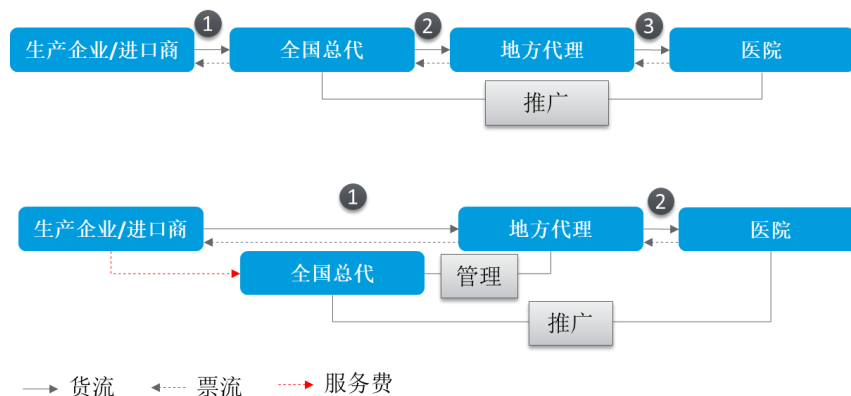 1 2 3
生产企业/进口商 全国总代 地方代理 医院
推广
1 2
生产企业/进口商 地方代理 医院
全国总代 管理
推广
货流 票流 服务费